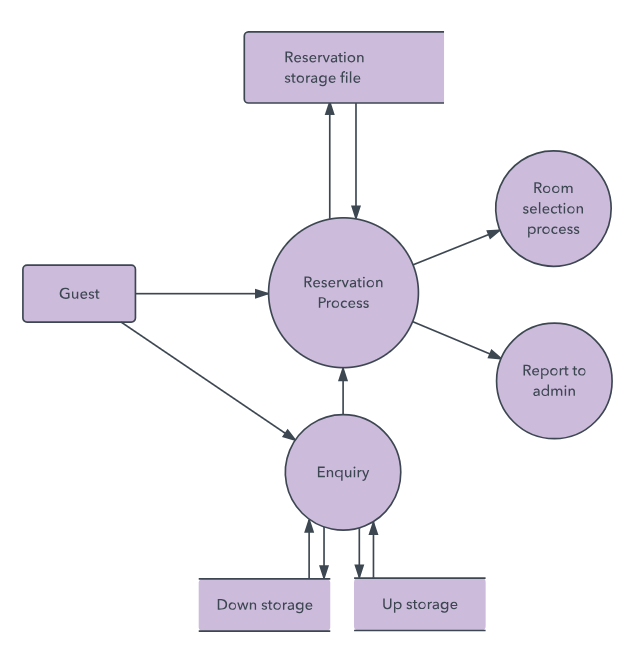 Reservation
storage file
Room
selection
process
Reservation
Process
Guest
Report to
admin
Enquiry
Down storage
Up storage